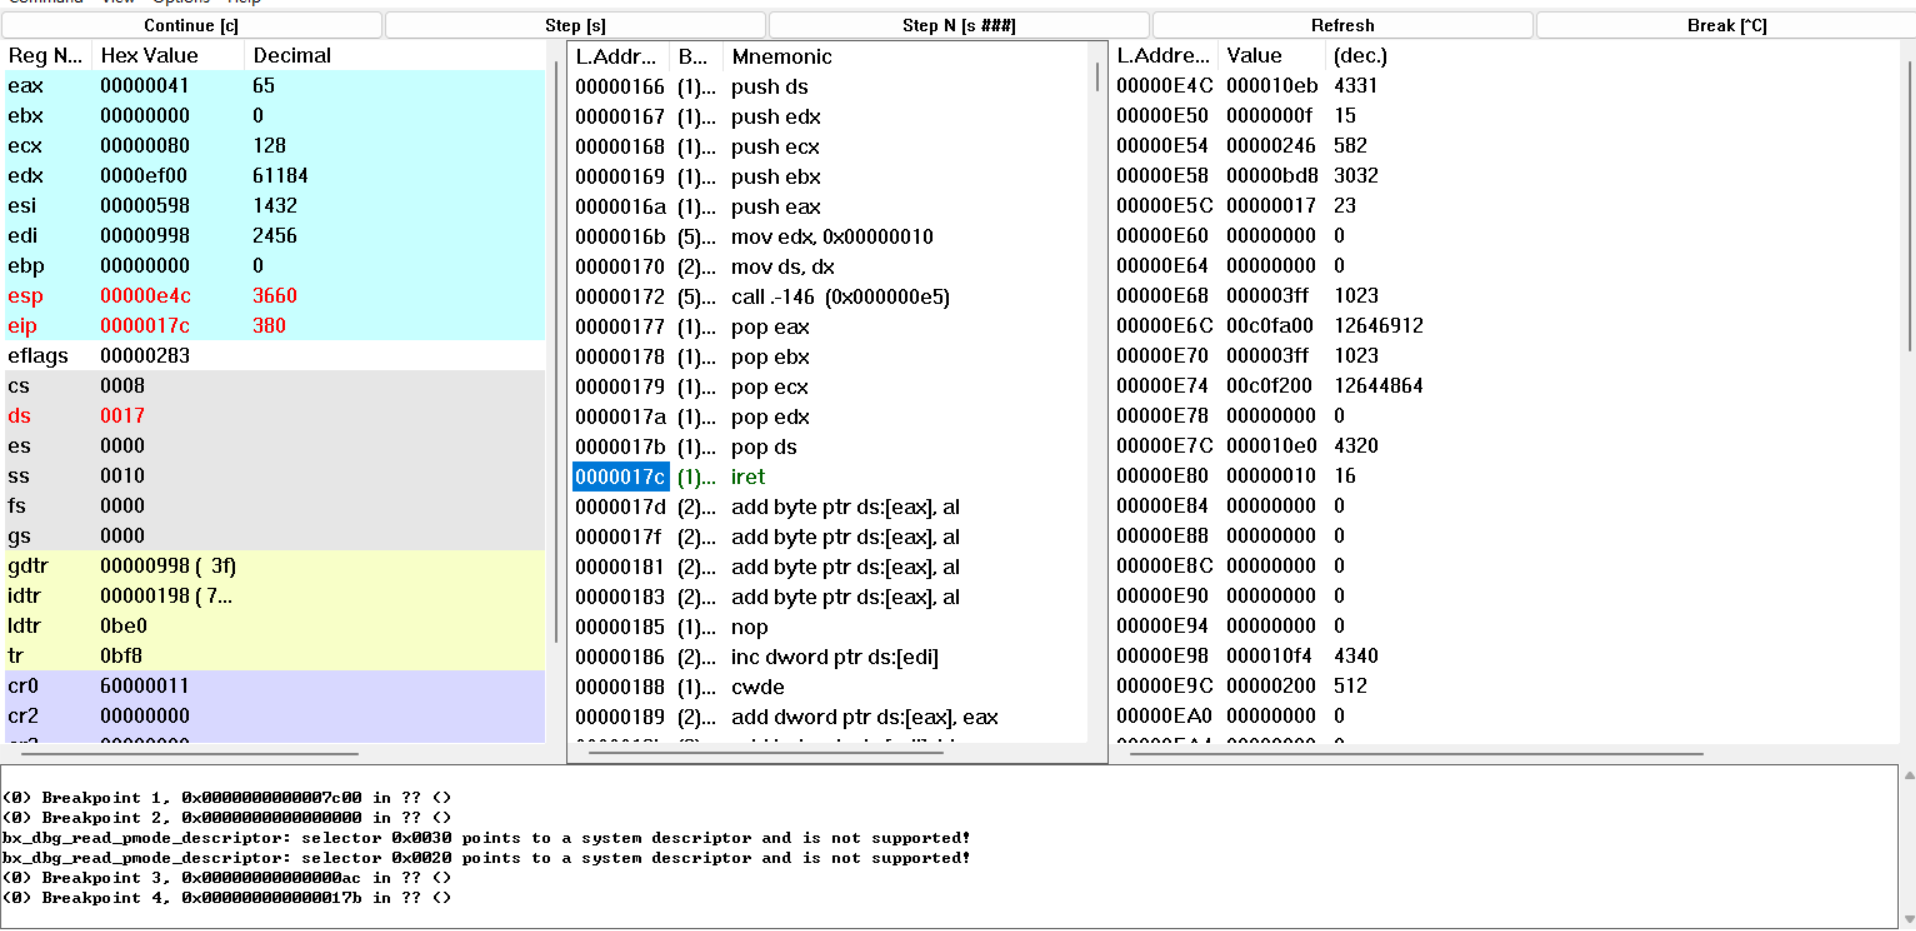 Command View Options Help
Continue [c] Step [s] Step N [s ###] Refresh Break [^C]
Reg N... Hex Value Decimal
eax 00000041 65
ebx 00000000 0
ecx 00000080 128
edx 0000ef00 61184
esi 00000598 1432
edi 00000998 2456
ebp 00000000 0
esp 00000e4c 3660
eip 0000017c 380
eflags 00000283
cs 0008
ds 0017
es 0000
ss 0010
fs 0000
gs 0000
gdtr 00000998 ( 3f)
idtr 00000198 ( 7...
ldtr 0be0
tr 0bf8
cr0 60000011
cr2 00000000
L.Addr... B... Mnemonic
00000166 (1)... push ds
00000167 (1)... push edx
00000168 (1)... push ecx
00000169 (1)... push ebx
0000016a (1)... push eax
0000016b (5)... mov edx, 0x00000010
00000170 (2)... mov ds, dx
00000172 (5)... call .-146 (0x000000e5)
00000177 (1)... pop eax
00000178 (1)... pop ebx
00000179 (1)... pop ecx
0000017a (1)... pop edx
0000017b (1)... pop ds
0000017c (1)... iret
0000017d (2)... add byte ptr ds:[eax], al
0000017f (2)... add byte ptr ds:[eax], al
00000181 (2)... add byte ptr ds:[eax], al
00000183 (2)... add byte ptr ds:[eax], al
00000185 (1)... nop
00000186 (2)... inc dword ptr ds:[edi]
00000188 (1)... cwde
00000189 (2)... add dword ptr ds:[eax], eax
L.Addre... Value (dec.)
00000E4C 000010eb 4331
00000E50 0000000f 15
00000E54 00000246 582
00000E58 00000bd8 3032
00000E5C 00000017 23
00000E60 00000000 0
00000E64 00000000 0
00000E68 000003ff 1023
00000E6C 00c0fa00 12646912
00000E70 000003ff 1023
00000E74 00c0f200 12644864
00000E78 00000000 0
00000E7C 000010e0 4320
00000E80 00000010 16
00000E84 00000000 0
00000E88 00000000 0
00000E8C 00000000 0
00000E90 00000000 0
00000E94 00000000 0
00000E98 000010f4 4340
00000E9C 00000200 512
00000EA0 00000000 0
(0) Breakpoint 1, 0x0000000000007c00 in ?? ()
(0) Breakpoint 2, 0x0000000000000000 in ?? ()
bx_dbg_read_pmode_descriptor: selector 0x0030 points to a system descriptor and is not supported!
bx_dbg_read_pmode_descriptor: selector 0x0020 points to a system descriptor and is not supported!
(0) Breakpoint 3, 0x00000000000000ac in ?? ()
(0) Breakpoint 4, 0x000000000000017b in ?? ()